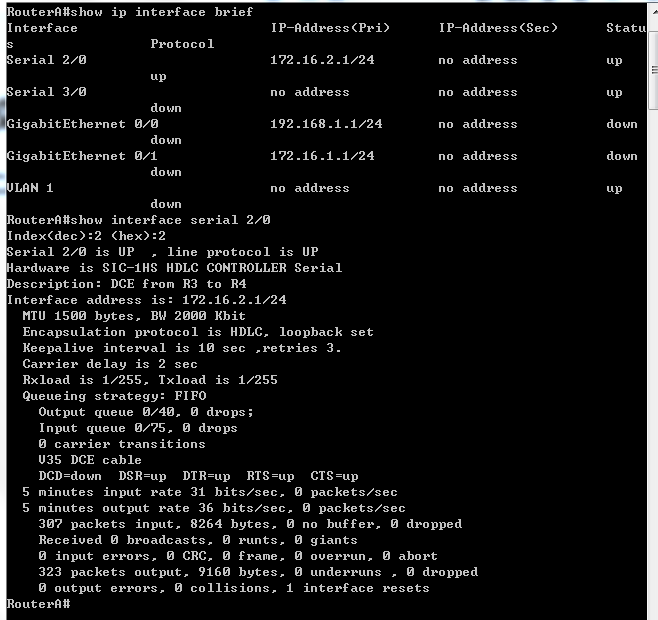 RouterA#show ip interface brief
Interface                        IP-Address(Pri)      IP-Address(Sec)      Statu
s                 Protocol
Serial 2/0                       172.16.2.1/24        no address           up
                  up
Serial 3/0                       no address           no address           up
                  down
GigabitEthernet 0/0              192.168.1.1/24       no address           down
                  down
GigabitEthernet 0/1              172.16.1.1/24        no address           down
                  down
VLAN 1                           no address           no address           up
                  down
RouterA#show interface serial 2/0
Index(dec):2 (hex):2
Serial 2/0 is UP  , line protocol is UP
Hardware is SIC-1HS HDLC CONTROLLER Serial
Description: DCE from R3 to R4
Interface address is: 172.16.2.1/24
  MTU 1500 bytes, BW 2000 Kbit
  Encapsulation protocol is HDLC, loopback set
  Keepalive interval is 10 sec ,retries 3.
  Carrier delay is 2 sec
  Rxload is 1/255, Txload is 1/255
  Queueing strategy: FIFO
    Output queue 0/40, 0 drops;
    Input queue 0/75, 0 drops
    0 carrier transitions
    V35 DCE cable
    DCD=down  DSR=up  DTR=up  RTS=up  CTS=up
  5 minutes input rate 31 bits/sec, 0 packets/sec
  5 minutes output rate 36 bits/sec, 0 packets/sec
    307 packets input, 8264 bytes, 0 no buffer, 0 dropped
    Received 0 broadcasts, 0 runts, 0 giants
    0 input errors, 0 CRC, 0 frame, 0 overrun, 0 abort
    323 packets output, 9160 bytes, 0 underruns , 0 dropped
    0 output errors, 0 collisions, 1 interface resets
RouterA#